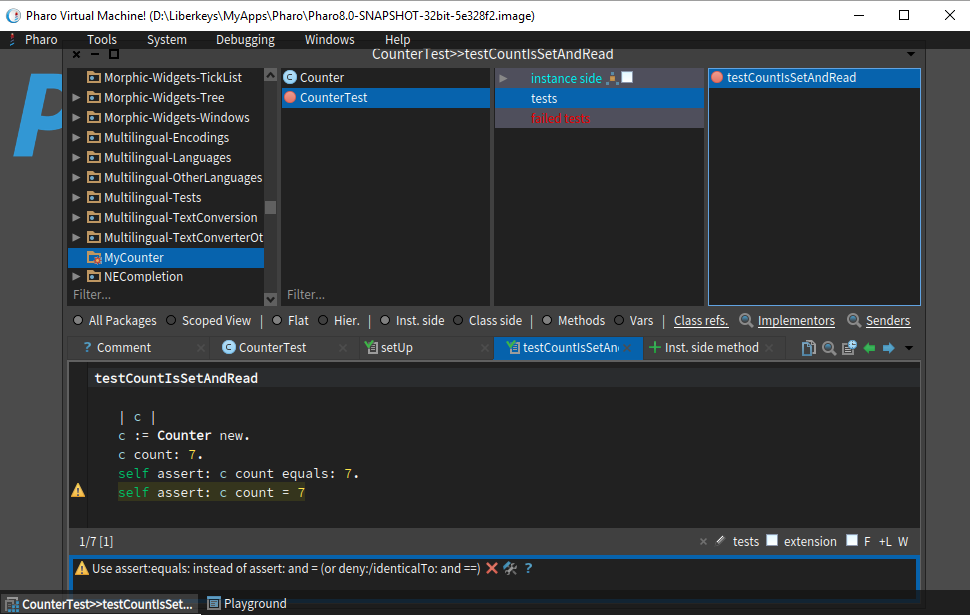 Pharo Virtual Machine! (D:\Liberkeys\MyApps\Pharo\Pharo8.0-SNAPSHOT-32bit-5e328f2.image)
Pharo Tools System Debugging Windows Help
CounterTest>>testCountIsSetAndRead
Morphic-Widgets-TickList
Morphic-Widgets-Tree
Morphic-Widgets-Windows
Multilingual-Encodings
Multilingual-Languages
Multilingual-OtherLanguages
Multilingual-Tests
Multilingual-TextConversion
Multilingual-TextConverterOt
MyCounter
NECompletion
Filter...
Counter
CounterTest
Filter...
instance side
tests
failed tests
testCountIsSetAndRead
All Packages Scoped View | Flat Hier. | Inst. side Class side | Methods Vars | Class refs. Implementors Senders
? Comment CounterTest setUp testCountIsSetAn Inst. side method
testCountIsSetAndRead
| c |
c := Counter new.
c count: 7.
self assert: c count equals: 7.
self assert: c count = 7
1/7 [1] tests extension F +L W
Use assert:equals: instead of assert: and = (or deny:/identicalTo: and ==) ?
CounterTest>>testCountIsSet... Playground